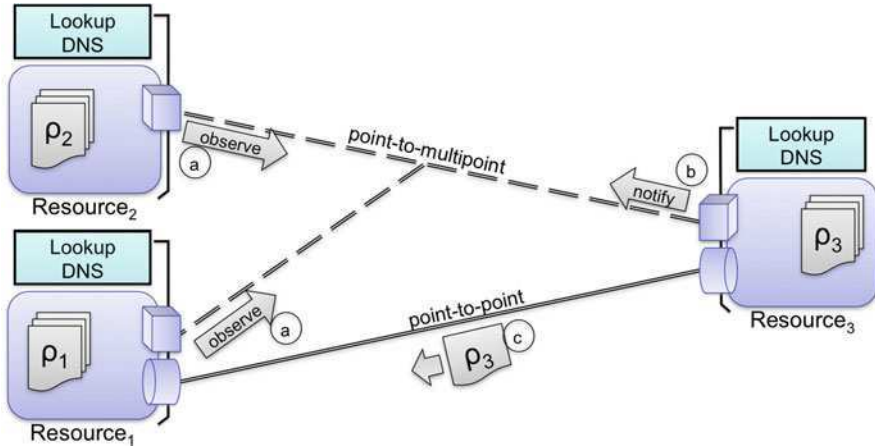 Lookup
DNS
ρ2
observe
a
Resource2
point-to-multipoint
Lookup
DNS
b
notify
ρ3
Resource3
Lookup
DNS
ρ1
observe
a
Resource1
point-to-point
ρ3
c